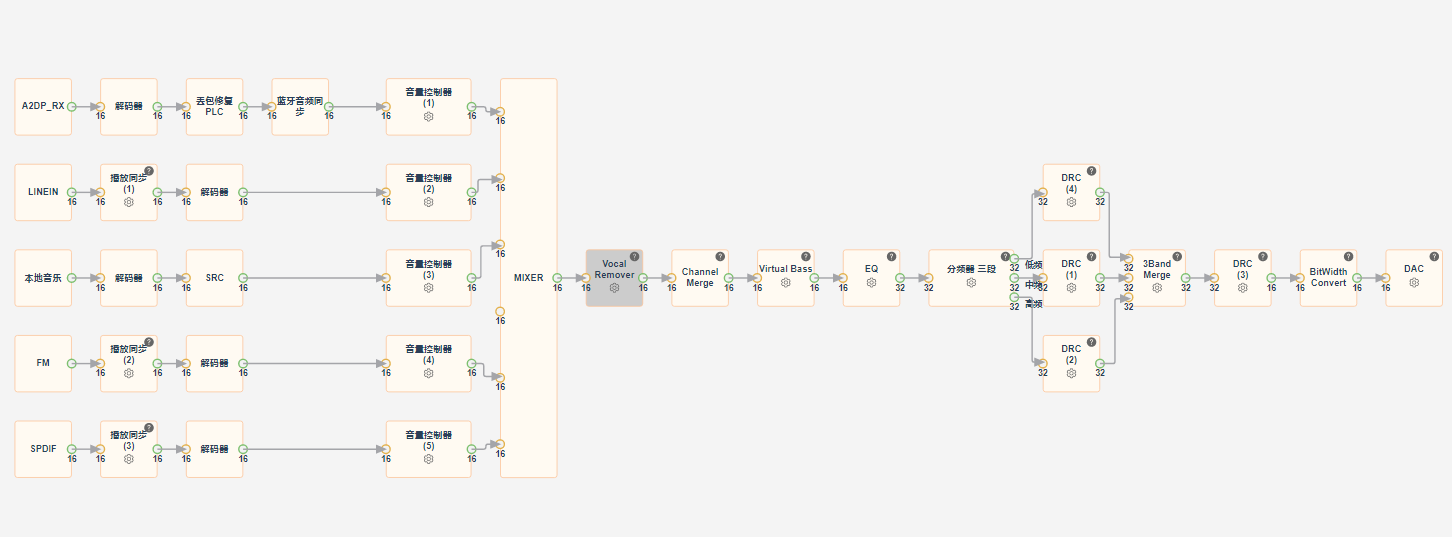 A2DP_RX
16
解码器
16
丢包修复
PLC
16
蓝牙音频同
步
16
音量控制器
(1)
16
16
LINEIN
16
播放同步
(1)
16
解码器
16
音量控制器
(2)
16
16
本地音乐
16
解码器
16
SRC
16
音量控制器
(3)
16
16
FM
16
播放同步
(2)
16
解码器
16
音量控制器
(4)
16
16
SPDIF
16
播放同步
(3)
16
解码器
16
音量控制器
(5)
16
16
16
16
16
16
16
16
MIXER
16
16
Vocal
Remover
16
16
Channel
Merge
16
16
Virtual Bass
16
16
EQ
32
32
分频器 三段
32
低频
32
中频
32
高频
DRC
(4)
32
32
DRC
(1)
32
32
DRC
(2)
32
32
3Band
Merge
32
32
32
32
DRC
(3)
32
16
BitWidth
Convert
16
16
DAC
16